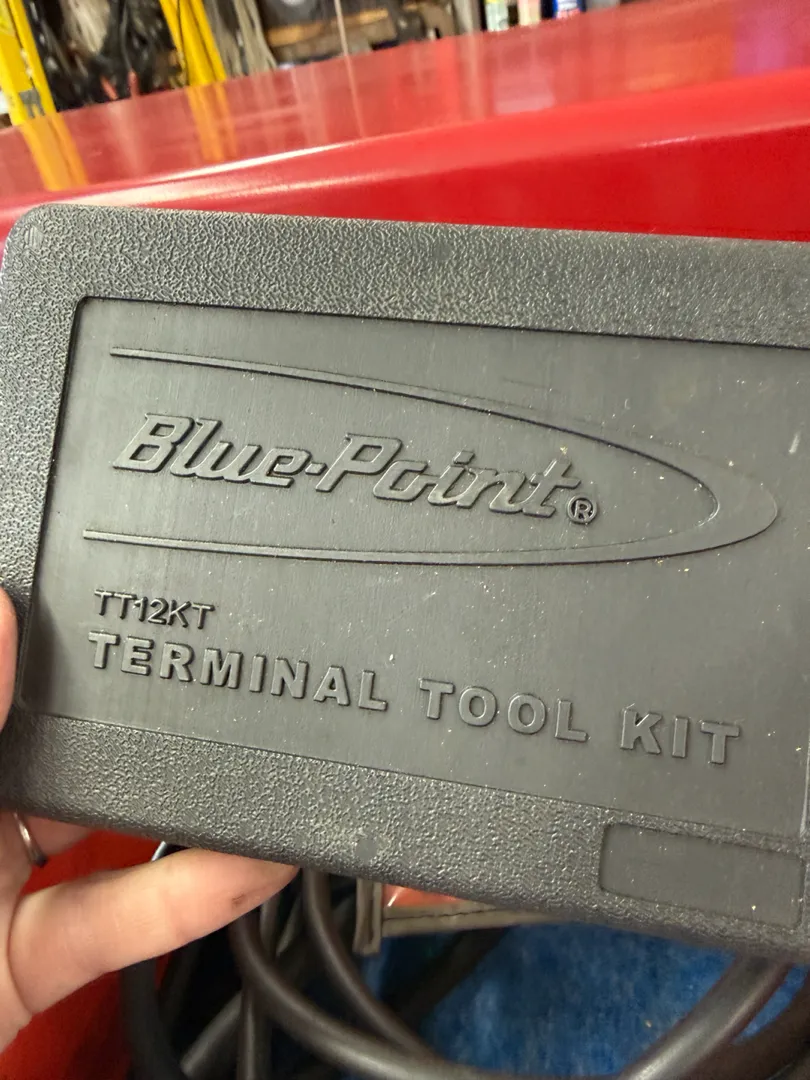 Blue-Point®
TT12KT
TERMINAL TOOL KIT